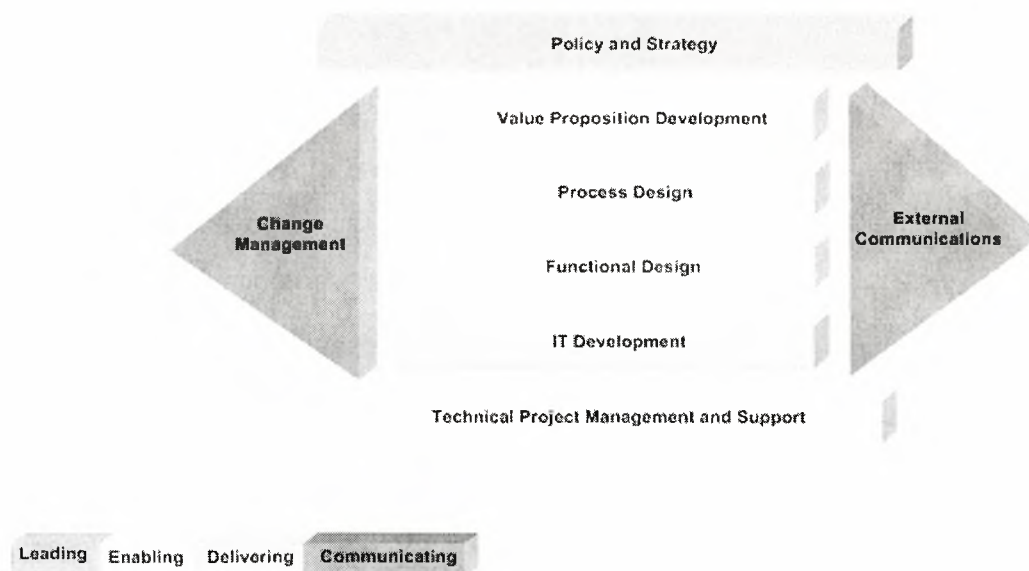 Policy and Strategy
Value Proposition Development
Process Design
Change
Management
External
Communications
Functional Design
IT Development
Technical Project Management and Support
Leading Enabling Delivering Communicating